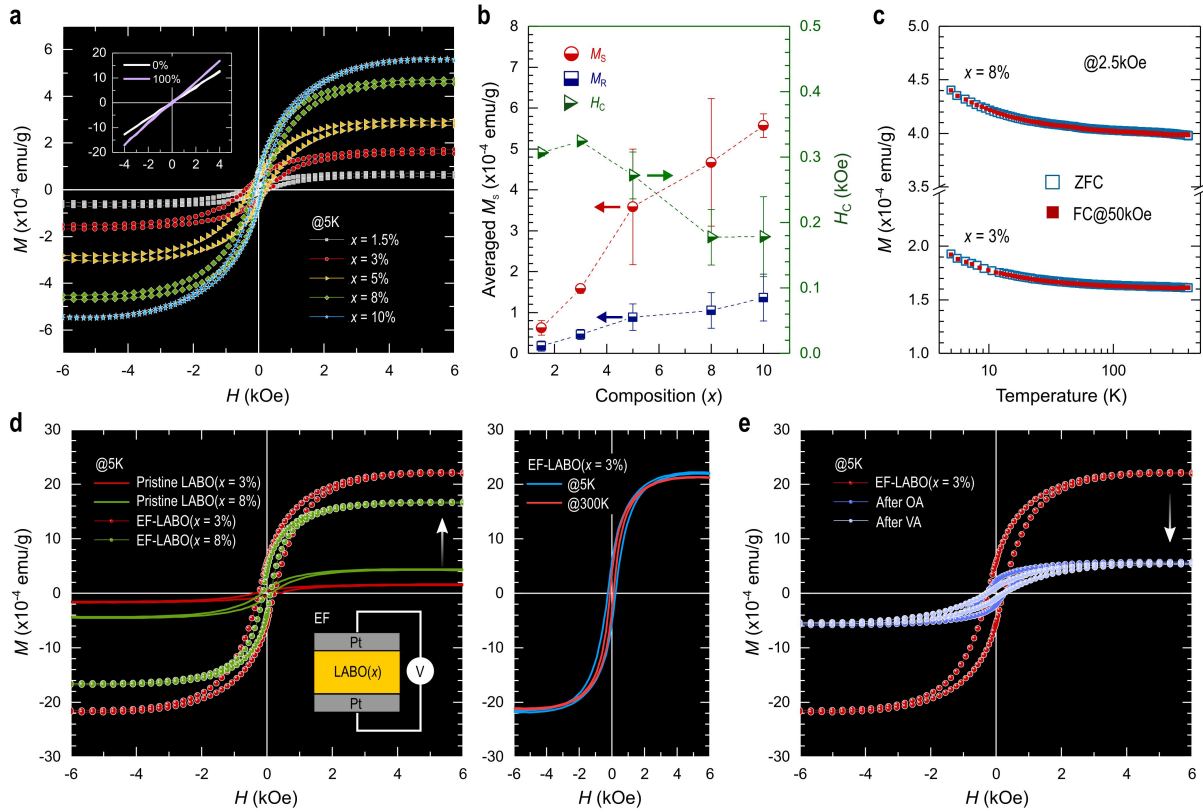 a
6
4
2
0
-2
-4
-6
M (x10⁻⁴ emu/g)
20
10
0
-10
-20
0%
100%
-4 -2 0 2 4
@5K
x = 1.5%
x = 3%
x = 5%
x = 8%
x = 10%
-6 -4 -2 0 2 4 6
H (kOe)
b
8
7
6
5
4
3
2
1
0
Averaged Mₛ (x10⁻⁴ emu/g)
M_S
M_R
H_C
0.5
0.4
0.3
0.2
0.1
0.0
H_C (kOe)
2 4 6 8 10
Composition (x)
c
5.0
4.5
4.0
3.5
2.5
2.0
1.5
1.0
M (x10⁻⁴ emu/g)
x = 8%
@2.5kOe
ZFC
FC@50kOe
x = 3%
10 100
Temperature (K)
d
30
20
10
0
-10
-20
-30
M (x10⁻⁴ emu/g)
@5K
Pristine LABO(x = 3%)
Pristine LABO(x = 8%)
EF-LABO(x = 3%)
EF-LABO(x = 8%)
EF
Pt
LABO(x)
V
Pt
-6 -4 -2 0 2 4 6
H (kOe)
30
20
10
0
-10
-20
-30
EF-LABO(x = 3%)
@5K
@300K
-6 -4 -2 0 2 4 6
H (kOe)
e
30
20
10
0
-10
-20
-30
M (x10⁻⁴ emu/g)
@5K
EF-LABO(x = 3%)
After OA
After VA
-6 -4 -2 0 2 4 6
H (kOe)